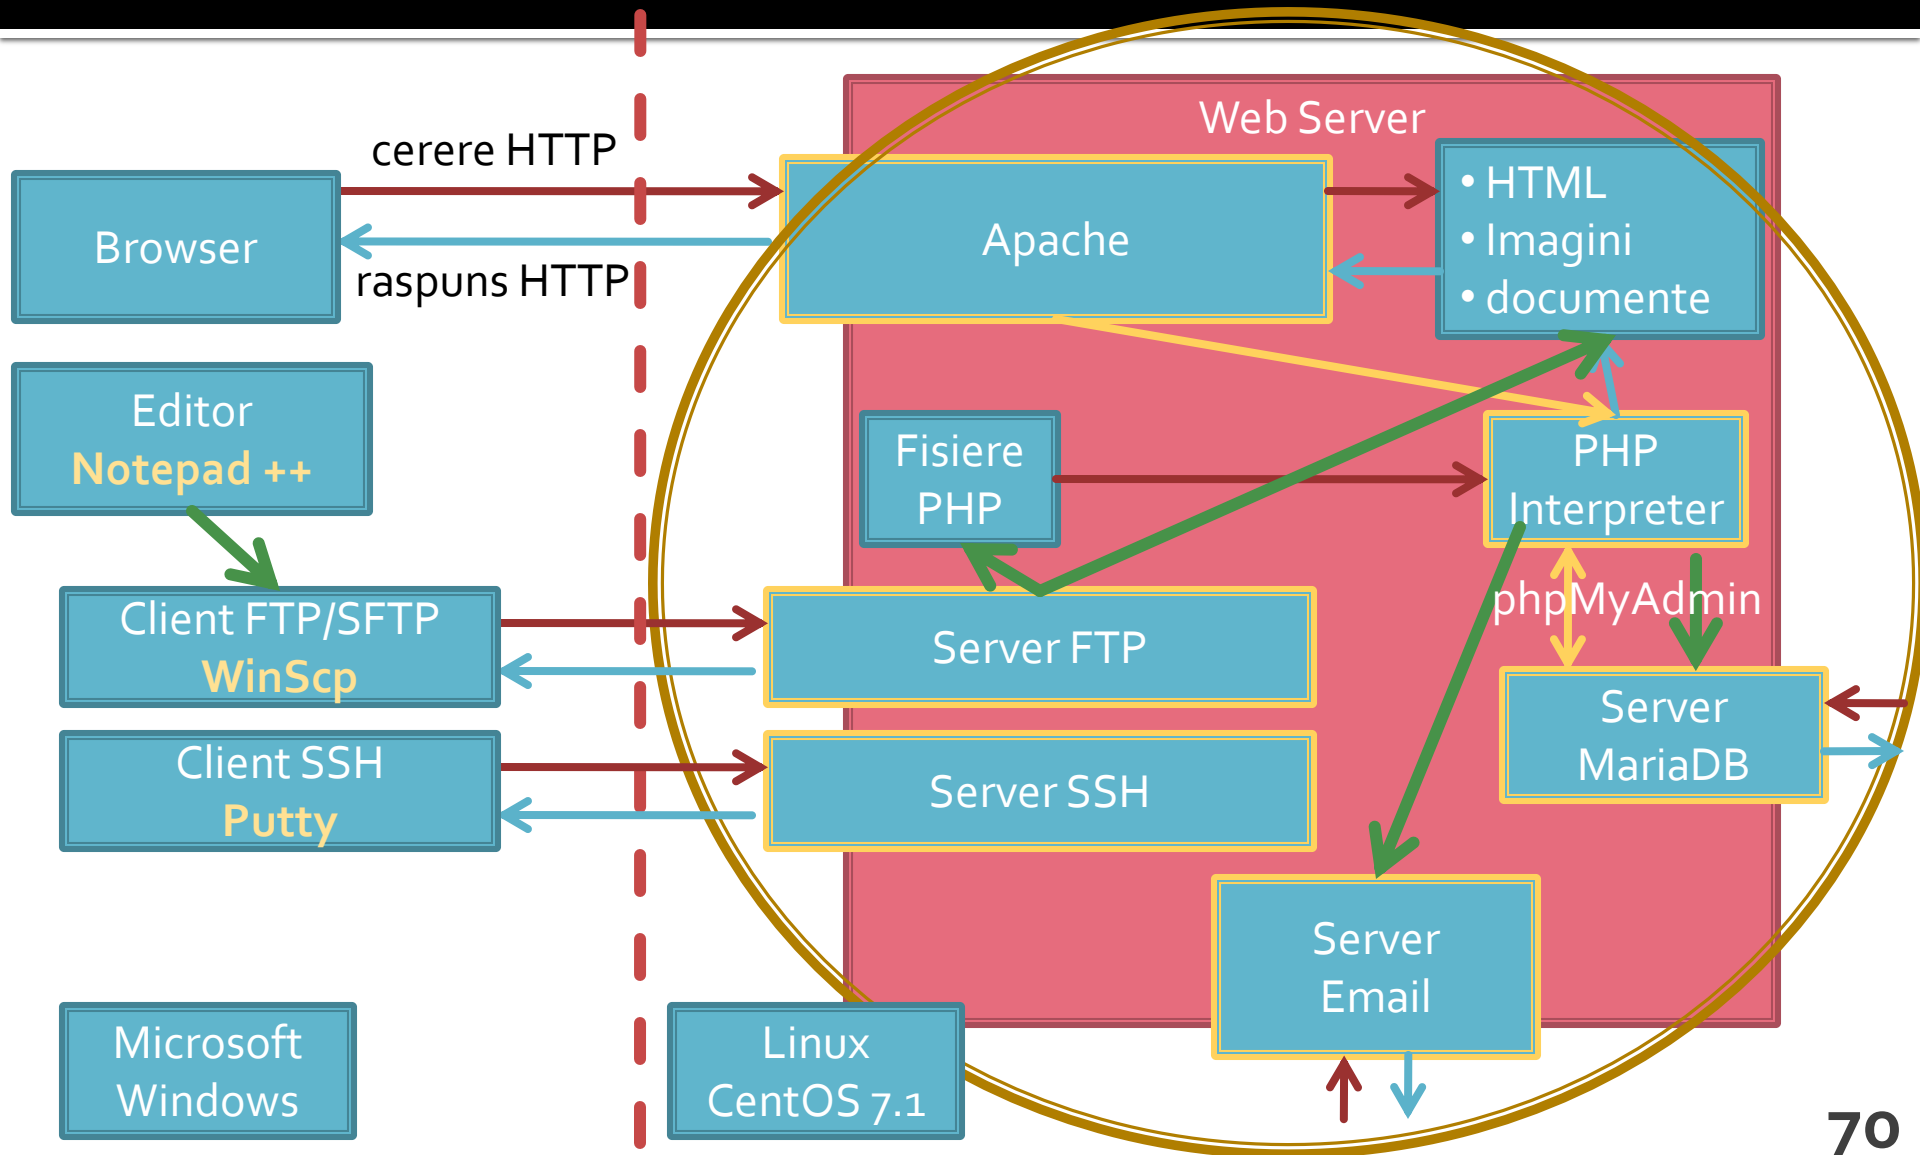 Web Server
cerere HTTP
Browser
raspuns HTTP
Apache
• HTML
• Imagini
• documente
Editor
Notepad ++
Fisiere
PHP
PHP
Interpreter
phpMyAdmin
Client FTP/SFTP
WinScp
Server FTP
Server
MariaDB
Client SSH
Putty
Server SSH
Server
Email
Microsoft
Windows
Linux
CentOS 7.1
70